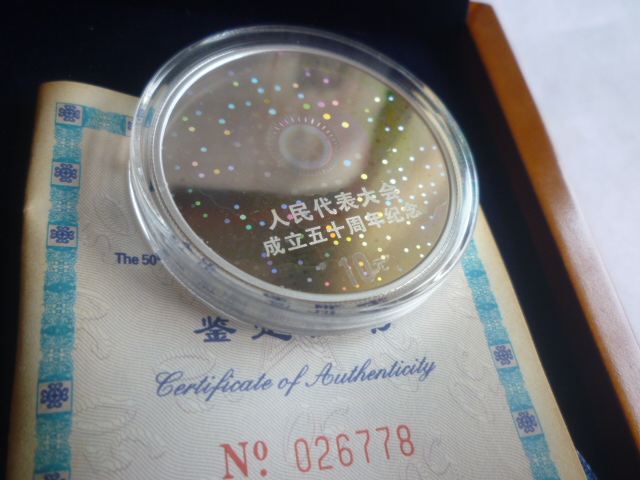 人民代表大会
成立五十周年纪念
10元
The 50
鉴定
Certificate of Authenticity
Nº 026778